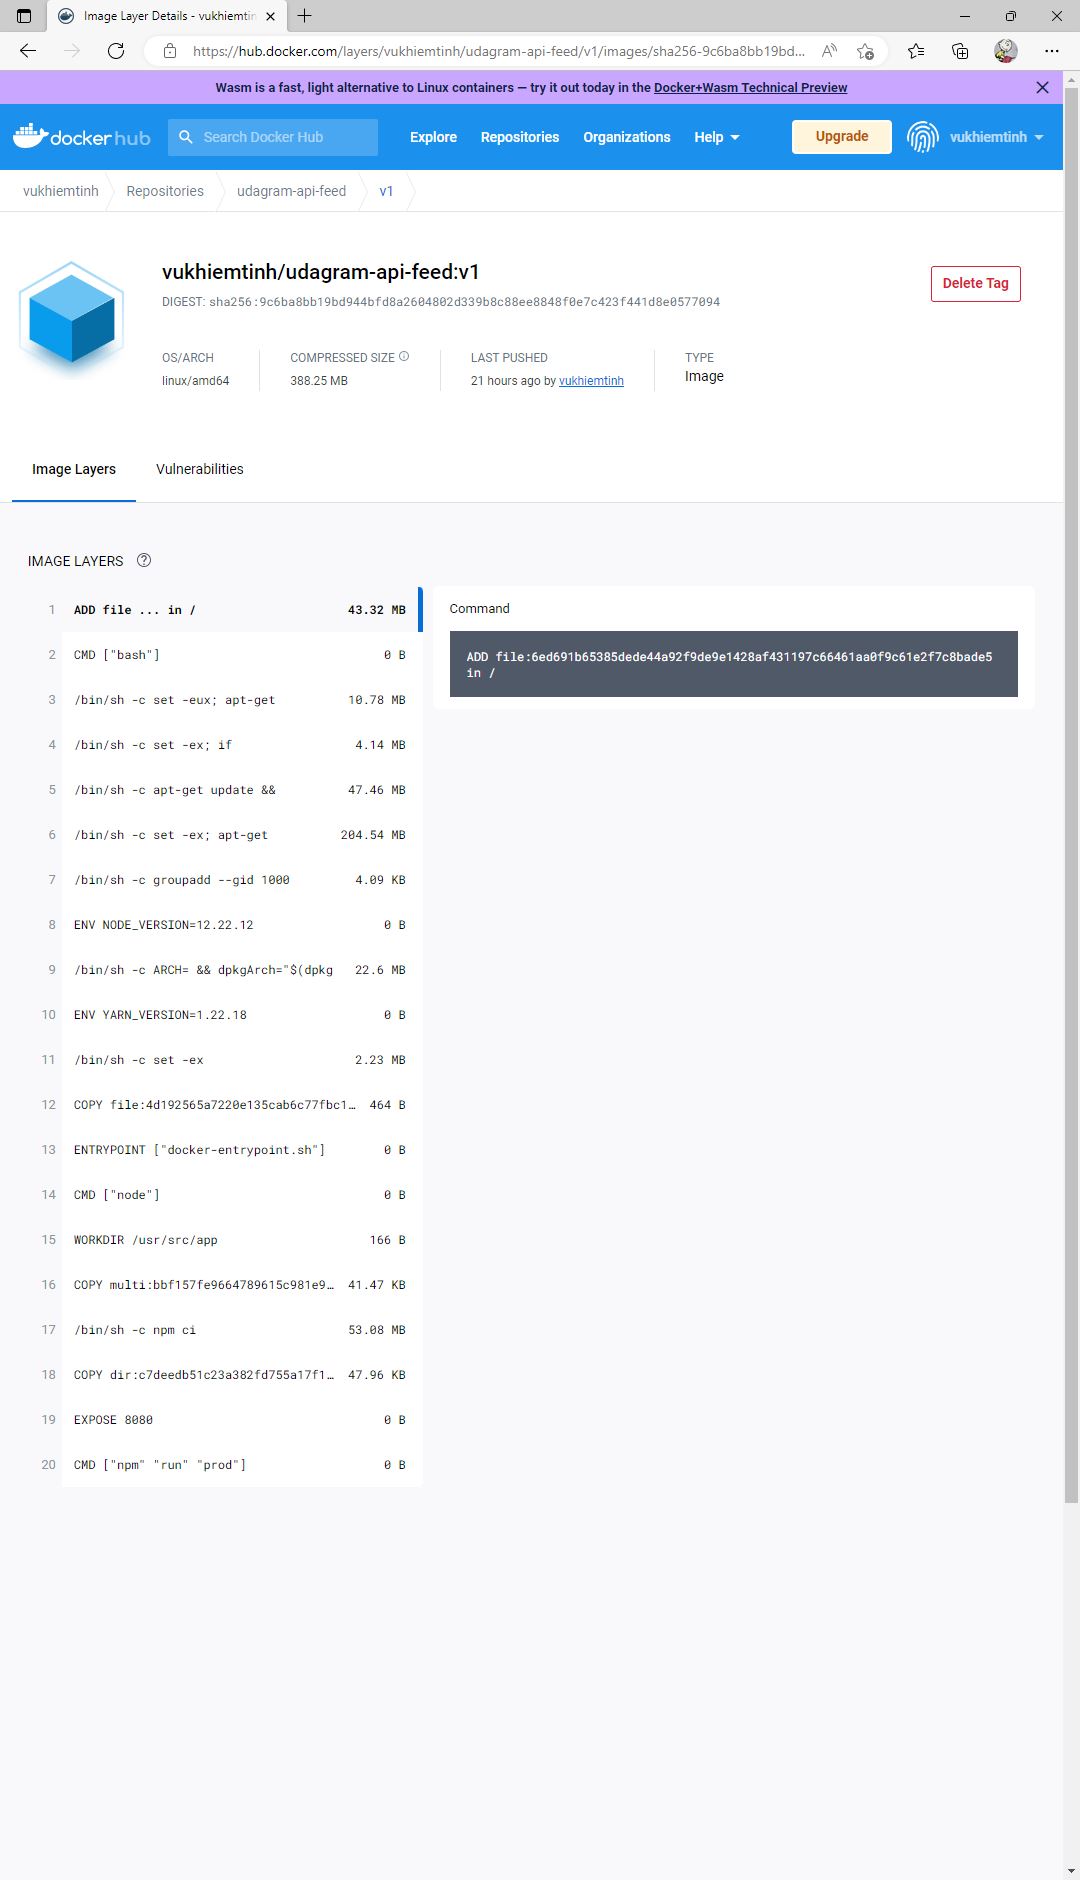 Image Layer Details - vukhiemtin
https://hub.docker.com/layers/vukhiemtinh/udagram-api-feed/v1/images/sha256-9c6ba8bb19bd...
Wasm is a fast, light alternative to Linux containers — try it out today in the Docker+Wasm Technical Preview
docker hub
Search Docker Hub
Explore
Repositories
Organizations
Help
Upgrade
vukhiemtinh
vukhiemtinh
Repositories
udagram-api-feed
v1
vukhiemtinh/udagram-api-feed:v1
Delete Tag
DIGEST: sha256:9c6ba8bb19bd944bfd8a2604802d339b8c88ee8848f0e7c423f441d8e0577094
OS/ARCH
linux/amd64
COMPRESSED SIZE
388.25 MB
LAST PUSHED
21 hours ago by vukhiemtinh
TYPE
Image
Image Layers
Vulnerabilities
IMAGE LAYERS
1 ADD file ... in / 43.32 MB
2 CMD ["bash"] 0 B
3 /bin/sh -c set -eux; apt-get 10.78 MB
4 /bin/sh -c set -ex; if 4.14 MB
5 /bin/sh -c apt-get update && 47.46 MB
6 /bin/sh -c set -ex; apt-get 204.54 MB
7 /bin/sh -c groupadd --gid 1000 4.09 KB
8 ENV NODE_VERSION=12.22.12 0 B
9 /bin/sh -c ARCH= && dpkgArch="$(dpkg 22.6 MB
10 ENV YARN_VERSION=1.22.18 0 B
11 /bin/sh -c set -ex 2.23 MB
12 COPY file:4d192565a7220e135cab6c77fbc1… 464 B
13 ENTRYPOINT ["docker-entrypoint.sh"] 0 B
14 CMD ["node"] 0 B
15 WORKDIR /usr/src/app 166 B
16 COPY multi:bbf157fe9664789615c981e9… 41.47 KB
17 /bin/sh -c npm ci 53.08 MB
18 COPY dir:c7deedb51c23a382fd755a17f1… 47.96 KB
19 EXPOSE 8080 0 B
20 CMD ["npm" "run" "prod"] 0 B
Command
ADD file:6ed691b65385dede44a92f9de9e1428af431197c66461aa0f9c61e2f7c8bade5
in /